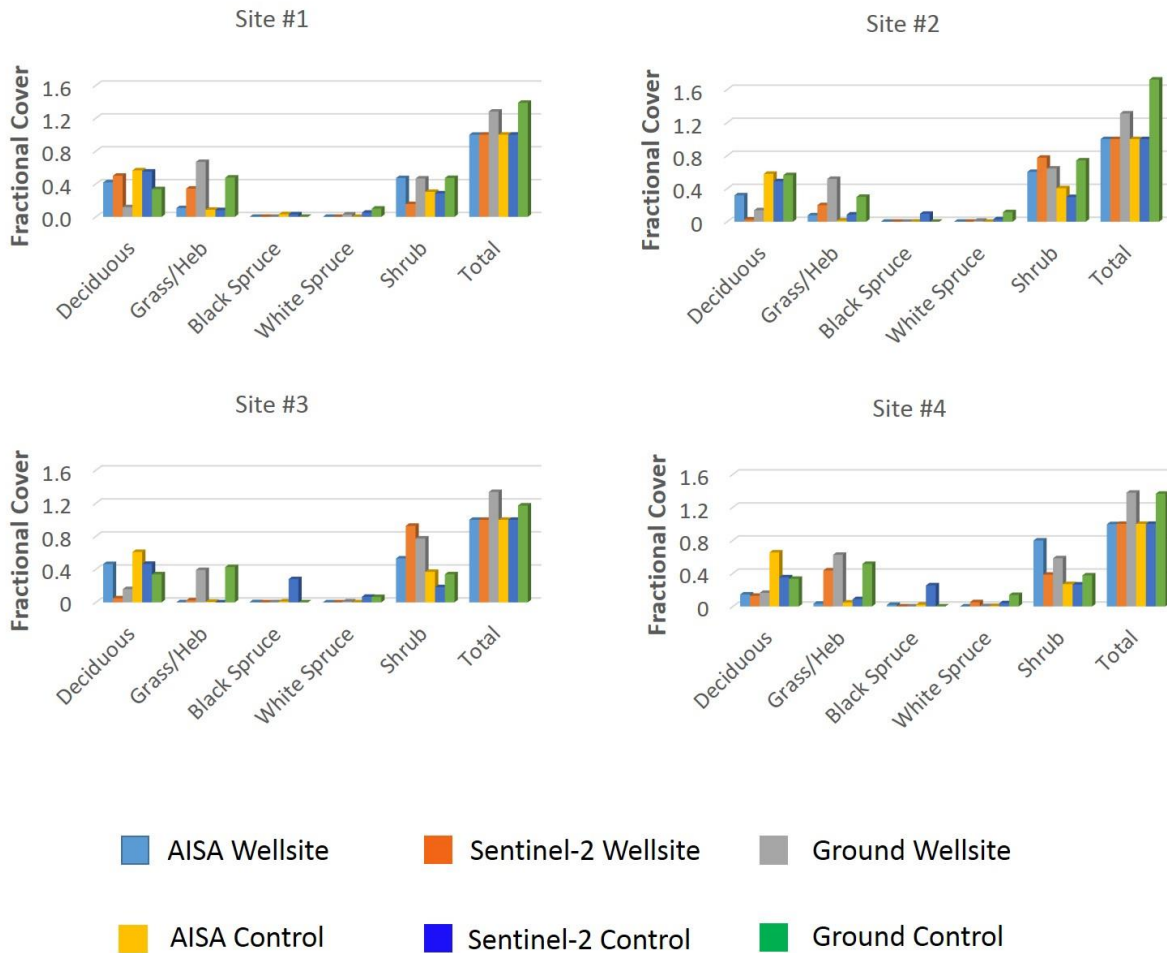 Site #1
Fractional Cover
1.6
1.2
0.8
0.4
0.0
Deciduous
Grass/Heb
Black Spruce
White Spruce
Shrub
Total
Site #2
Fractional Cover
1.6
1.2
0.8
0.4
0
Deciduous
Grass/Heb
Black Spruce
White Spruce
Shrub
Total
Site #3
Fractional Cover
1.6
1.2
0.8
0.4
0
Deciduous
Grass/Heb
Black Spruce
White Spruce
Shrub
Total
Site #4
Fractional Cover
1.6
1.2
0.8
0.4
0
Deciduous
Grass/Heb
Black Spruce
White Spruce
Shrub
Total
AISA Wellsite Sentinel-2 Wellsite Ground Wellsite
AISA Control Sentinel-2 Control Ground Control